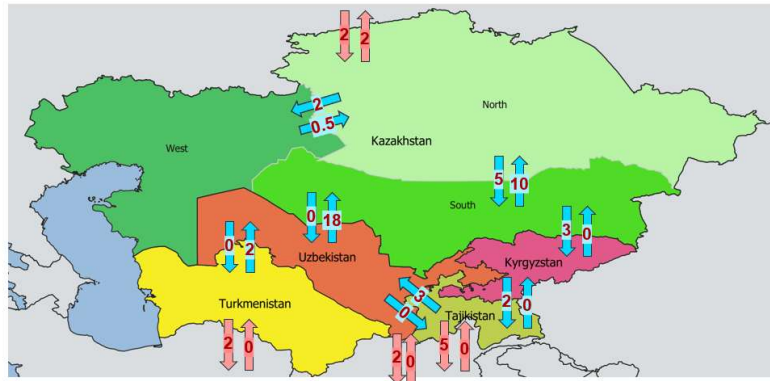 2 2
2
0.5
North
Kazakhstan
West
5 10
South
0 18
3 0
0 2
Uzbekistan
Kyrgyzstan
Turkmenistan
3
0
2 0
Tajikistan
2 0
2 0
5 0